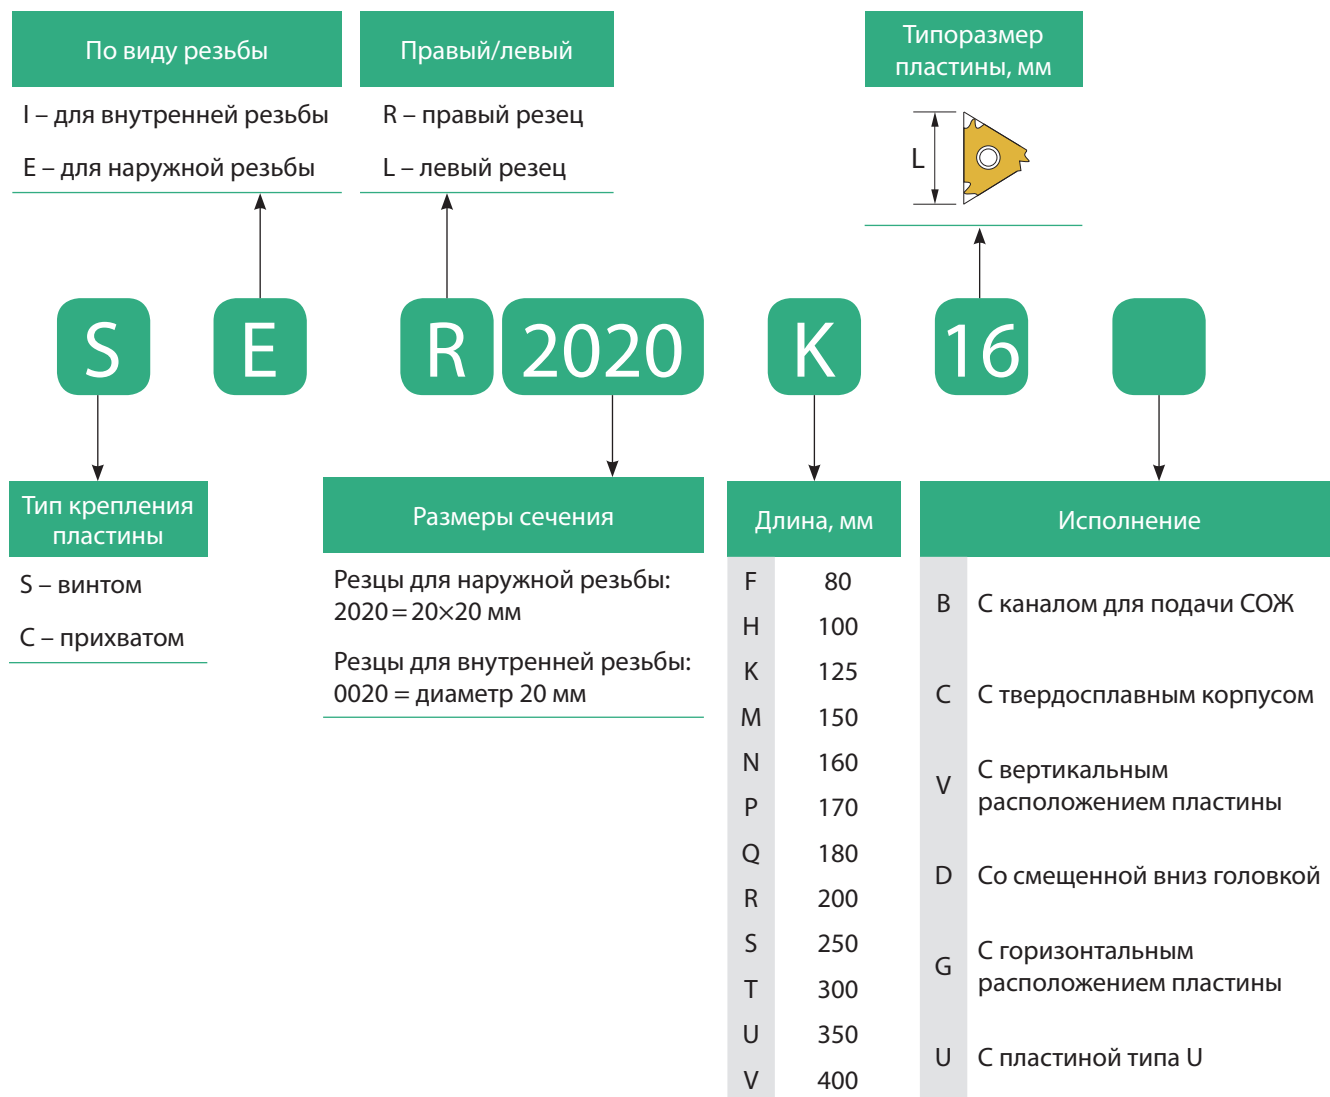 По виду резьбы
I – для внутренней резьбы
E – для наружной резьбы
Правый/левый
R – правый резец
L – левый резец
Типоразмер
пластины, мм
L
S E R 2020 K 16
Тип крепления
пластины
S – винтом
C – прихватом
Размеры сечения
Резцы для наружной резьбы:
2020 = 20×20 мм
Резцы для внутренней резьбы:
0020 = диаметр 20 мм
Длина, мм
F 80
H 100
K 125
M 150
N 160
P 170
Q 180
R 200
S 250
T 300
U 350
V 400
Исполнение
B С каналом для подачи СОЖ
C С твердосплавным корпусом
V С вертикальным
расположением пластины
D Со смещенной вниз головкой
G С горизонтальным
расположением пластины
U С пластиной типа U